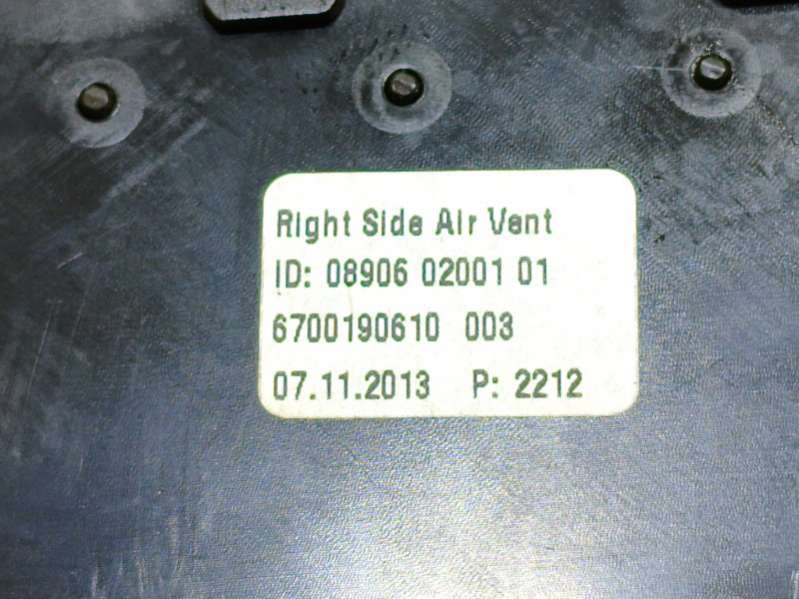 Right Side Air Vent
ID: 08906 02001 01
6700190610 003
07.11.2013 P: 2212